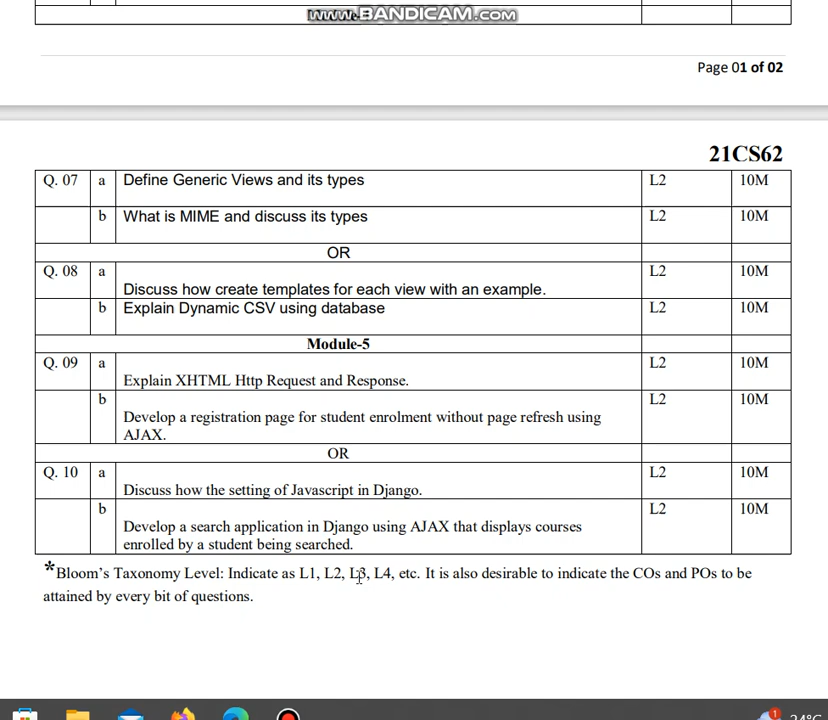 WWW.BANDICAM.COM
Page 01 of 02
21CS62
Q. 07 a Define Generic Views and its types L2 10M
b What is MIME and discuss its types L2 10M
OR
Q. 08 a L2 10M
Discuss how create templates for each view with an example.
b Explain Dynamic CSV using database L2 10M
Module-5
Q. 09 a L2 10M
Explain XHTML Http Request and Response.
b L2 10M
Develop a registration page for student enrolment without page refresh using
AJAX.
OR
Q. 10 a L2 10M
Discuss how the setting of Javascript in Django.
b L2 10M
Develop a search application in Django using AJAX that displays courses
enrolled by a student being searched.
*Bloom's Taxonomy Level: Indicate as L1, L2, L3, L4, etc. It is also desirable to indicate the COs and POs to be
attained by every bit of questions.
1